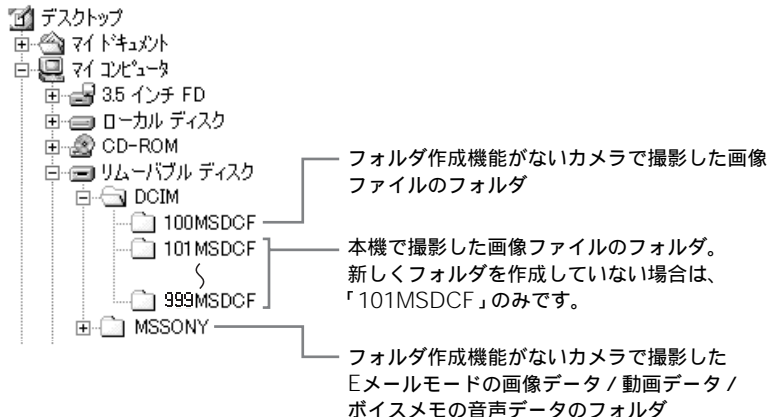 デスクトップ
マイ ドキュメント
マイ コンピュータ
3.5 インチ FD
ローカル ディスク
CD-ROM
リムーバブル ディスク
DCIM
100MSDCF
101MSDCF
〜
999MSDCF
MSSONY
フォルダ作成機能がないカメラで撮影した画像
ファイルのフォルダ
本機で撮影した画像ファイルのフォルダ。
新しくフォルダを作成していない場合は、
「101MSDCF」のみです。
フォルダ作成機能がないカメラで撮影した
Eメールモードの画像データ / 動画データ /
ボイスメモの音声データのフォルダ